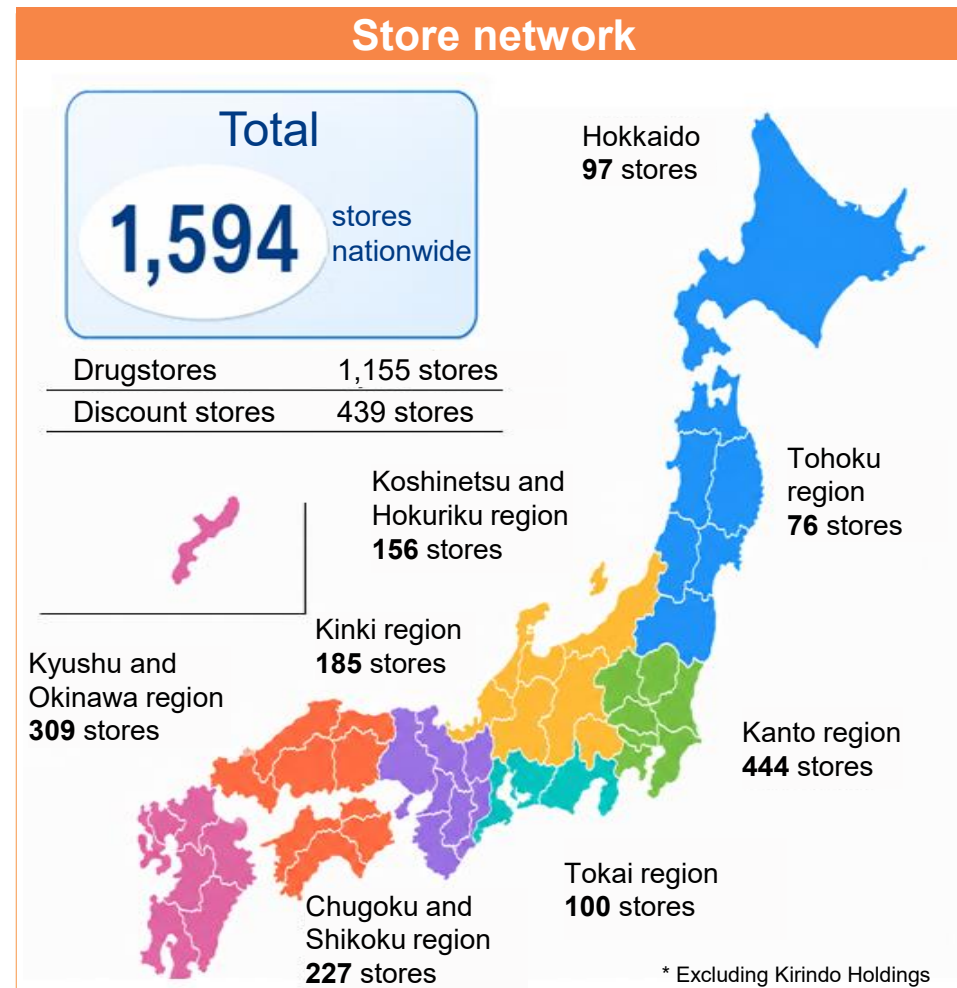 Store network
Total
1,594
stores
nationwide
Drugstores 1,155 stores
Discount stores 439 stores
Hokkaido
97 stores
Tohoku
region
76 stores
Koshinetsu and
Hokuriku region
156 stores
Kinki region
185 stores
Kyushu and
Okinawa region
309 stores
Kanto region
444 stores
Tokai region
100 stores
Chugoku and
Shikoku region
227 stores
* Excluding Kirindo Holdings